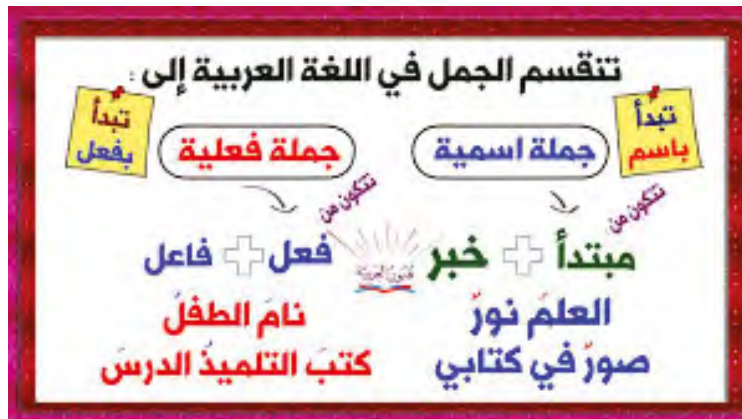 تنقسم الجمل في اللغة العربية إلى :
تبدأ
باسم
جملة اسمية
جملة فعلية
تبدأ
بفعل
تتكون من
تتكون من
مبتدأ + خبر
فعل + فاعل
العلمُ نورٌ
صورٌ في كتابي
نامَ الطفلُ
كتبَ التلميذُ الدرسَ